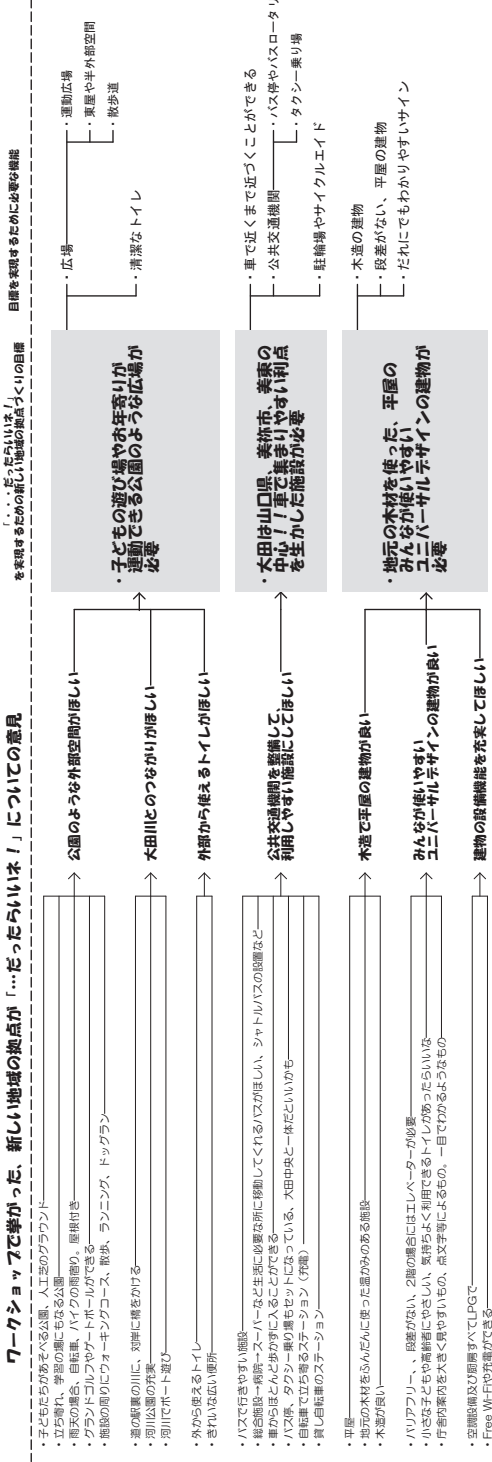 ワークショップで挙がった、新しい地域の拠点が「…だったらいいネ！」についての意見
「・・・だったらいいネ！」
を実現するための新しい地域の拠点づくりの目標
目標を実現するために必要な機能
・子どもたちがあそべる公園、人工芝のグラウンド
・立ち寄れ、学習の場にもなる公園
・雨天の場合、自転車、バイクの雨宿り。屋根付き
・グランドゴルフやゲートボールができる
・施設の周りにウォーキングコース、散歩、ランニング、ドッグラン
公園のような外部空間がほしい
・道の駅裏の川に、対岸に橋をかける
・河川公園の充実
・河川でボート遊び
大田川とのつながりがほしい
・外から使えるトイレ
・きれいな広い便所
外部から使えるトイレがほしい
・子どもの遊び場やお年寄りが
運動できる公園のような広場が
必要
・広場
・運動広場
・東屋や半外部空間
・散歩道
・清潔なトイレ
・バスで行きやすい施設
・総合施設→病院→スーパーなど生活に必要な所に移動してくれるバスがほしい、シャトルバスの設置など
・車からほとんど歩かずに入ることができる
・バス停、タクシー乗り場もセットになっている、大田中央と一体だといいかも
・自転車で立ち寄るステーション（充電）
・貸し自転車のステーション
公共交通機関を整備して、
利用しやすい施設にしてほしい
・大田は山口県、美祢市、美東の
中心！！車で集まりやすい利点
を生かした施設が必要
・車で近くまで近づくことができる
・公共交通機関
・バス停やバスロータリ
・タクシー乗り場
・駐輪場やサイクルエイド
・平屋
・地元の木材をふんだんに使った温かみのある施設
・木造が良い
木造で平屋の建物が良い
・バリアフリー、、段差がない、2階の場合にはエレベーターが必要
・小さな子どもや高齢者にやさしい、気持ちよく利用できるトイレがあったらいいな
・庁舎案内を大きく見やすいもの、点文字等によるもの。一目でわかるようなもの
みんなが使いやすい
ユニバーサルデザインの建物が良い
・空調設備及び厨房すべてLPGで
・Free Wi-Fiや充電ができる
建物の設備機能を充実してほしい
・地元の木材を使った、平屋の
みんなが使いやすい
ユニバーサルデザインの建物が
必要
・木造の建物
・段差がない、平屋の建物
・だれにでもわかりやすいサイン